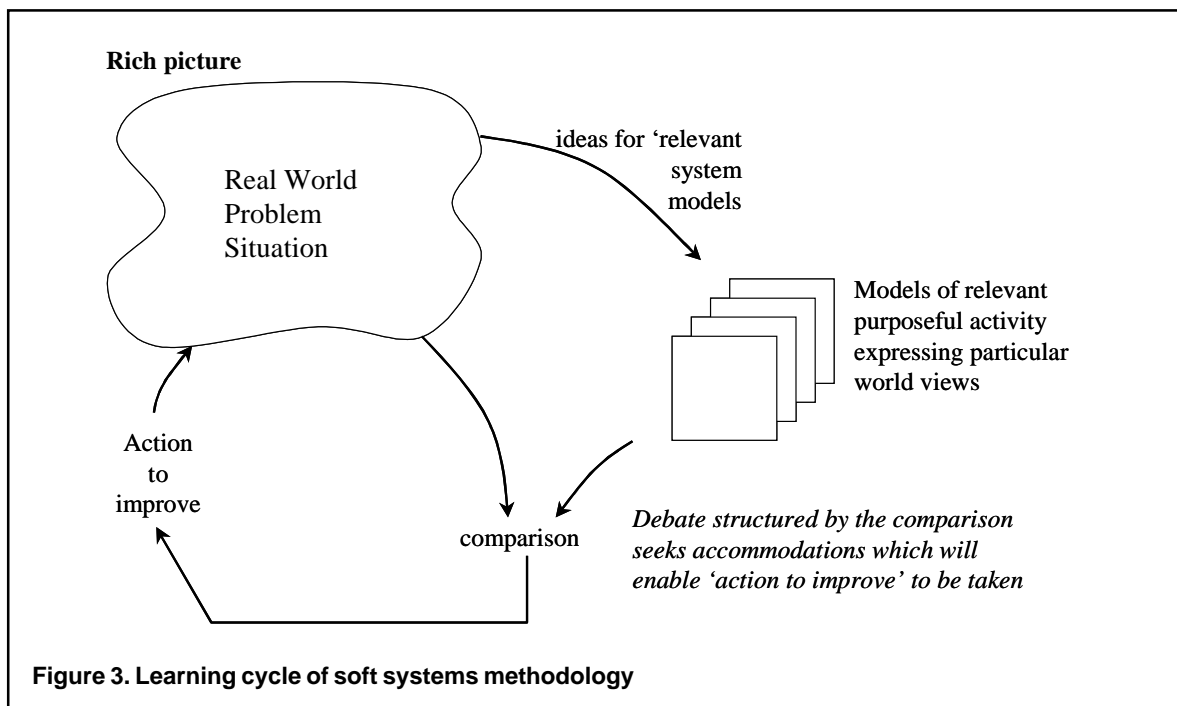 Rich picture
Real World
Problem
Situation
ideas for ‘relevant
system
models
Models of relevant
purposeful activity
expressing particular
world views
Action
to
improve
comparison
Debate structured by the comparison
seeks accommodations which will
enable ‘action to improve’ to be taken
Figure 3. Learning cycle of soft systems methodology